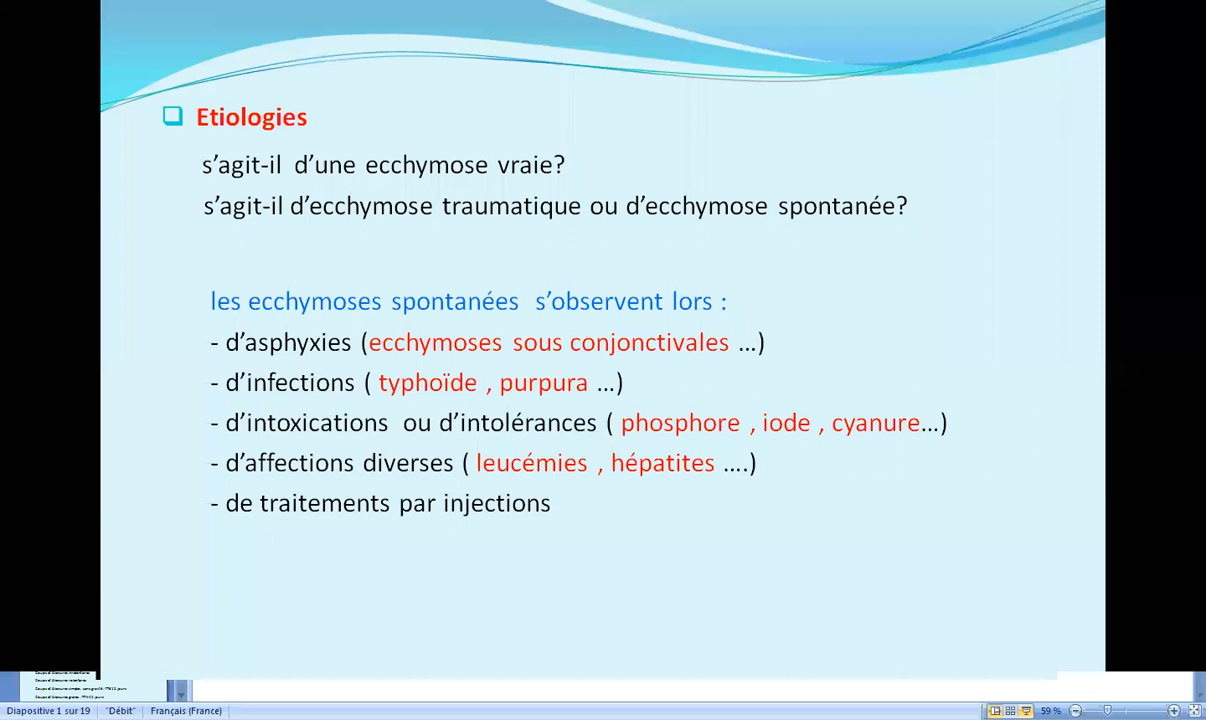 Etiologies
s’agit-il d’une ecchymose vraie?
s’agit-il d’ecchymose traumatique ou d’ecchymose spontanée?
les ecchymoses spontanées s’observent lors :
- d’asphyxies (ecchymoses sous conjonctivales …)
- d’infections ( typhoïde , purpura …)
- d’intoxications ou d’intolérances ( phosphore , iode , cyanure…)
- d’affections diverses ( leucémies , hépatites ….)
- de traitements par injections
Diapositive 1 sur 19 "Débit" Français (France) 59 %